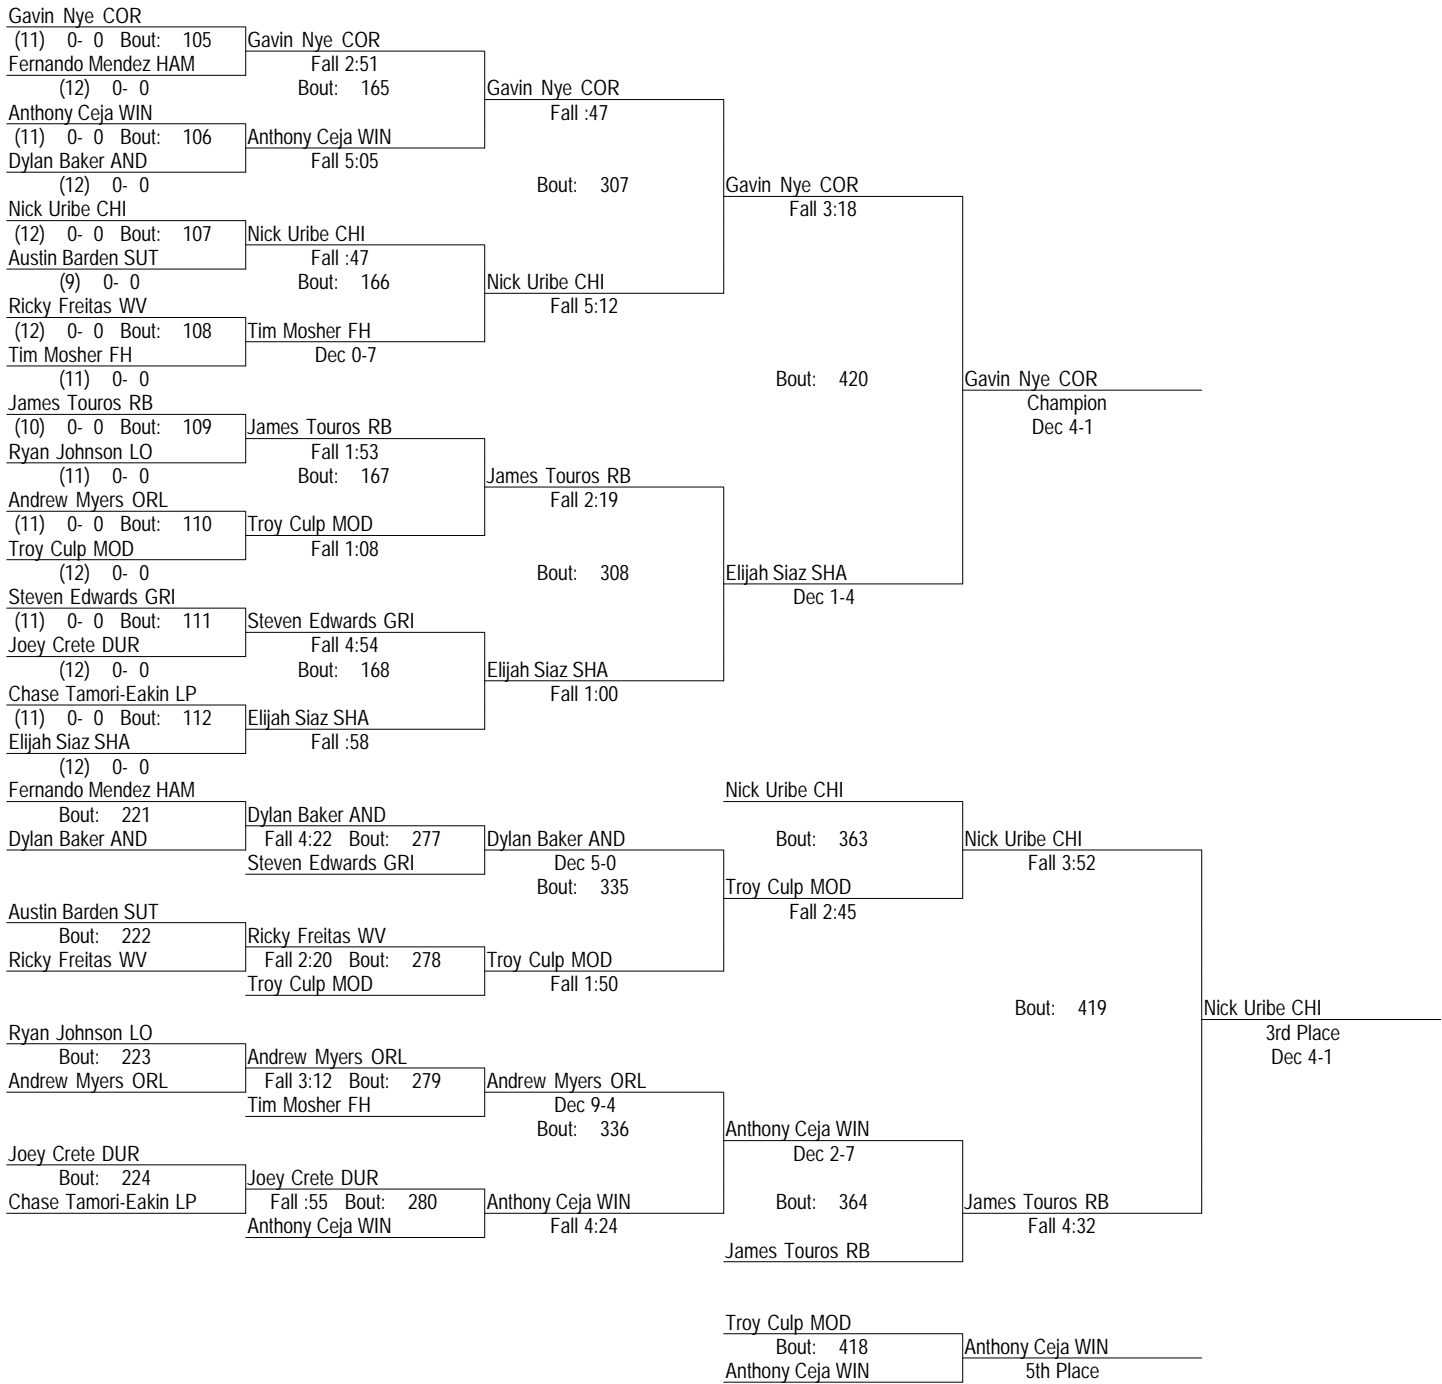 Gavin Nye COR
(11) 0- 0 Bout: 105
Fernando Mendez HAM
(12) 0- 0
Anthony Ceja WIN
(11) 0- 0 Bout: 106
Dylan Baker AND
(12) 0- 0
Nick Uribe CHI
(12) 0- 0 Bout: 107
Austin Barden SUT
(9) 0- 0
Ricky Freitas WV
(12) 0- 0 Bout: 108
Tim Mosher FH
(11) 0- 0
James Touros RB
(10) 0- 0 Bout: 109
Ryan Johnson LO
(11) 0- 0
Andrew Myers ORL
(11) 0- 0 Bout: 110
Troy Culp MOD
(12) 0- 0
Steven Edwards GRI
(11) 0- 0 Bout: 111
Joey Crete DUR
(12) 0- 0
Chase Tamori-Eakin LP
(11) 0- 0 Bout: 112
Elijah Siaz SHA
(12) 0- 0
Gavin Nye COR
Fall 2:51
Bout: 165
Anthony Ceja WIN
Fall 5:05
Nick Uribe CHI
Fall :47
Bout: 166
Tim Mosher FH
Dec 0-7
James Touros RB
Fall 1:53
Bout: 167
Troy Culp MOD
Fall 1:08
Steven Edwards GRI
Fall 4:54
Bout: 168
Elijah Siaz SHA
Fall :58
Gavin Nye COR
Fall :47
Bout: 307
Nick Uribe CHI
Fall 5:12
James Touros RB
Fall 2:19
Bout: 308
Elijah Siaz SHA
Fall 1:00
Gavin Nye COR
Fall 3:18
Bout: 420
Elijah Siaz SHA
Dec 1-4
Gavin Nye COR
Champion
Dec 4-1
Fernando Mendez HAM
Bout: 221
Dylan Baker AND
Austin Barden SUT
Bout: 222
Ricky Freitas WV
Ryan Johnson LO
Bout: 223
Andrew Myers ORL
Joey Crete DUR
Bout: 224
Chase Tamori-Eakin LP
Dylan Baker AND
Fall 4:22 Bout: 277
Steven Edwards GRI
Ricky Freitas WV
Fall 2:20 Bout: 278
Troy Culp MOD
Andrew Myers ORL
Fall 3:12 Bout: 279
Tim Mosher FH
Joey Crete DUR
Fall :55 Bout: 280
Anthony Ceja WIN
Dylan Baker AND
Dec 5-0
Bout: 335
Troy Culp MOD
Fall 1:50
Andrew Myers ORL
Dec 9-4
Bout: 336
Anthony Ceja WIN
Fall 4:24
Nick Uribe CHI
Bout: 363
Troy Culp MOD
Fall 2:45
Anthony Ceja WIN
Dec 2-7
Bout: 364
James Touros RB
Nick Uribe CHI
Fall 3:52
Bout: 419
James Touros RB
Fall 4:32
Nick Uribe CHI
3rd Place
Dec 4-1
Troy Culp MOD
Bout: 418
Anthony Ceja WIN
Anthony Ceja WIN
5th Place